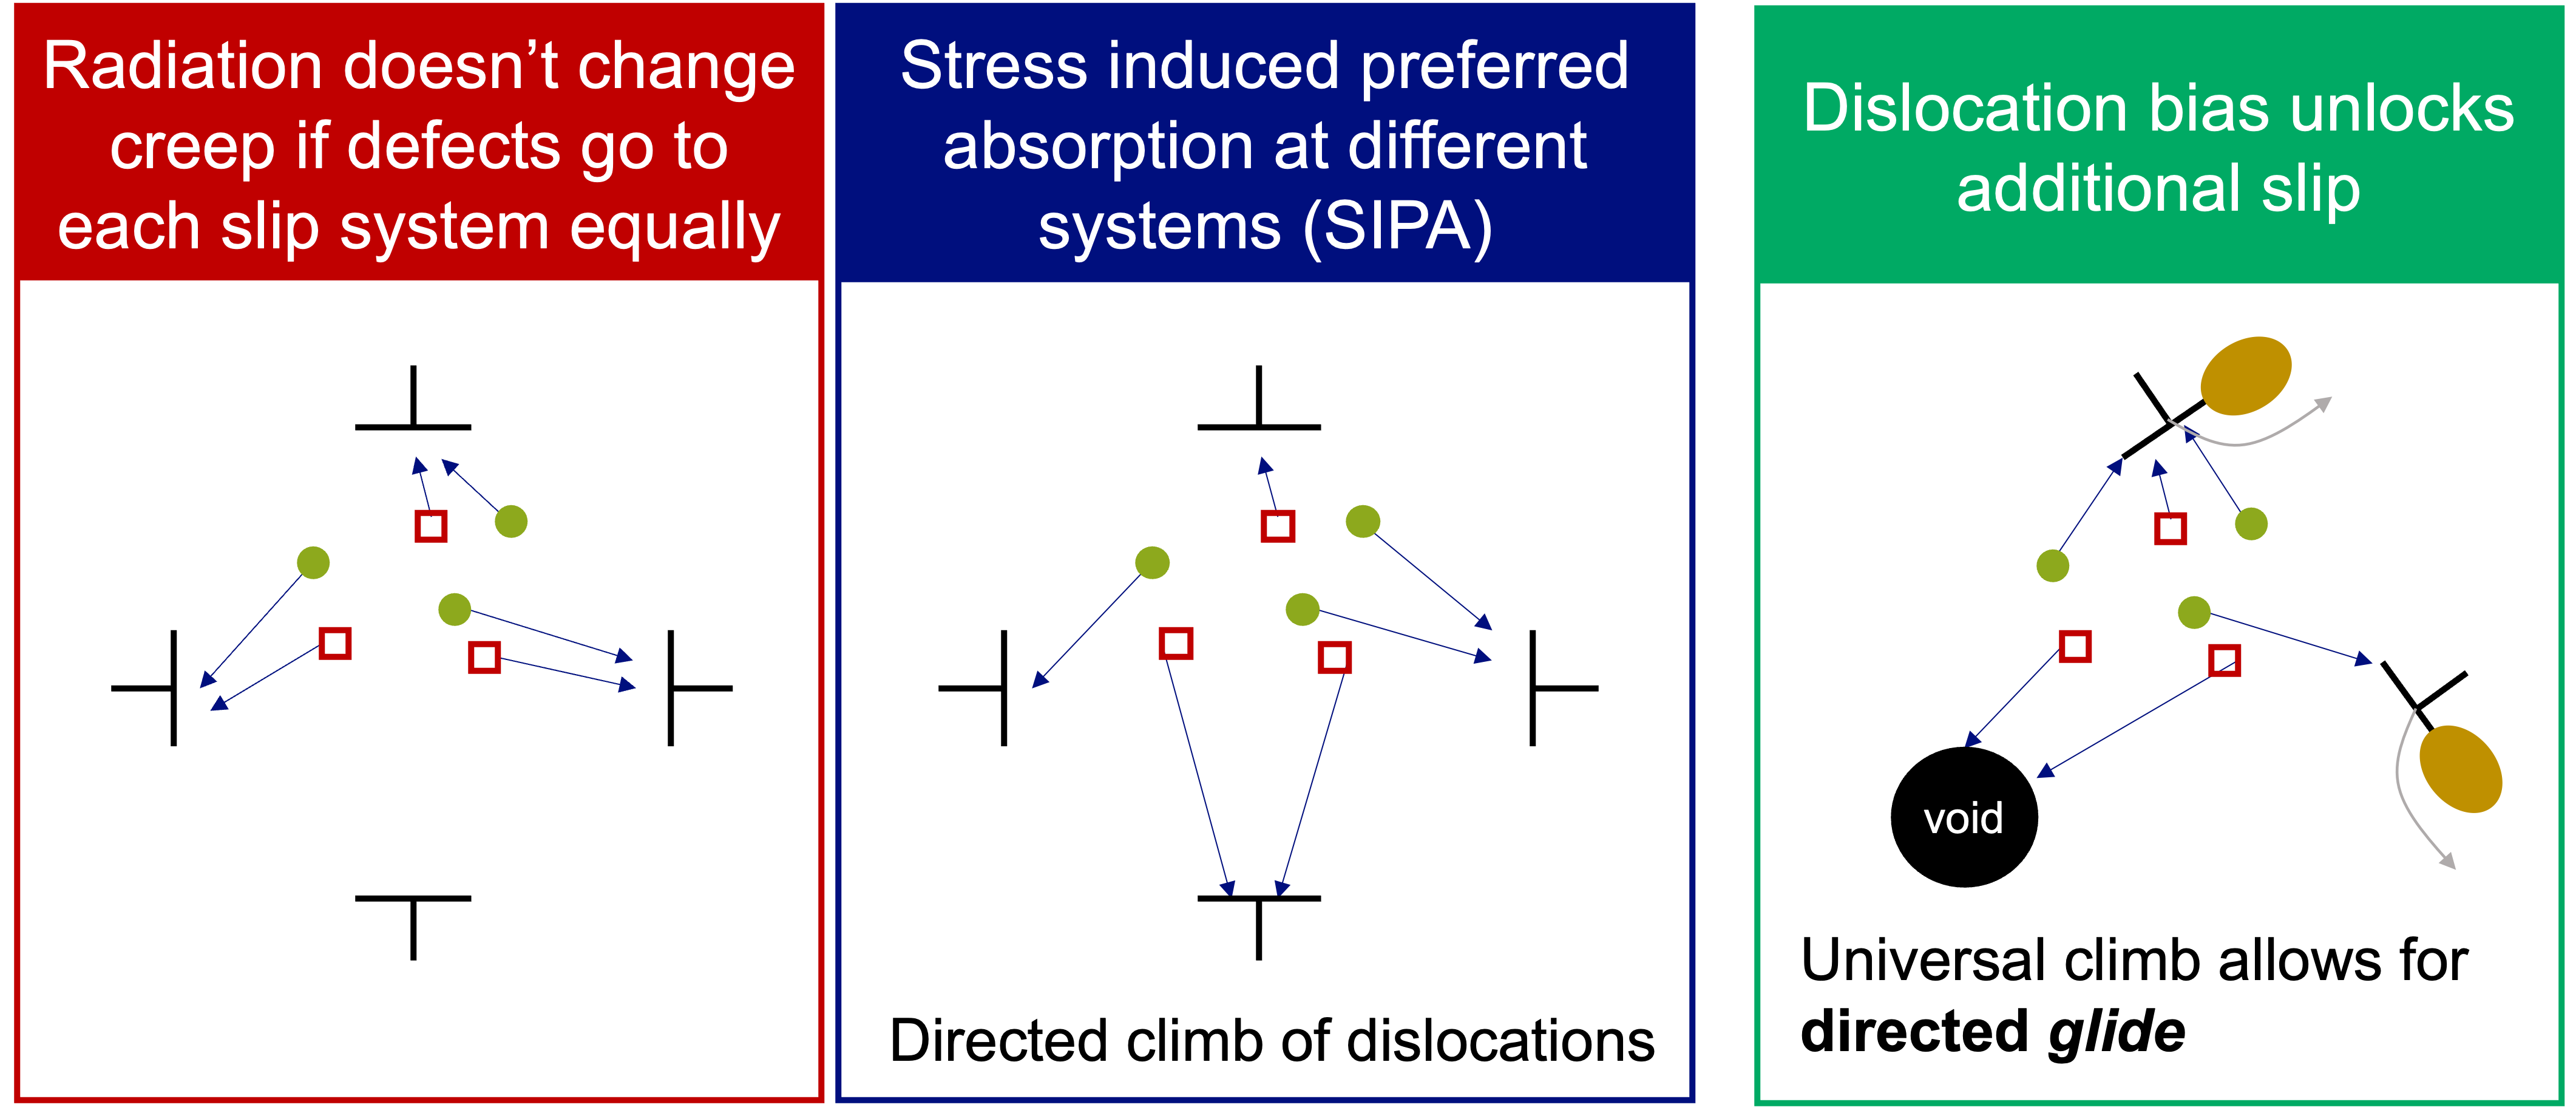 Radiation doesn’t change
creep if defects go to
each slip system equally
Stress induced preferred
absorption at different
systems (SIPA)
Directed climb of dislocations
Dislocation bias unlocks
additional slip
void
Universal climb allows for
directed glide